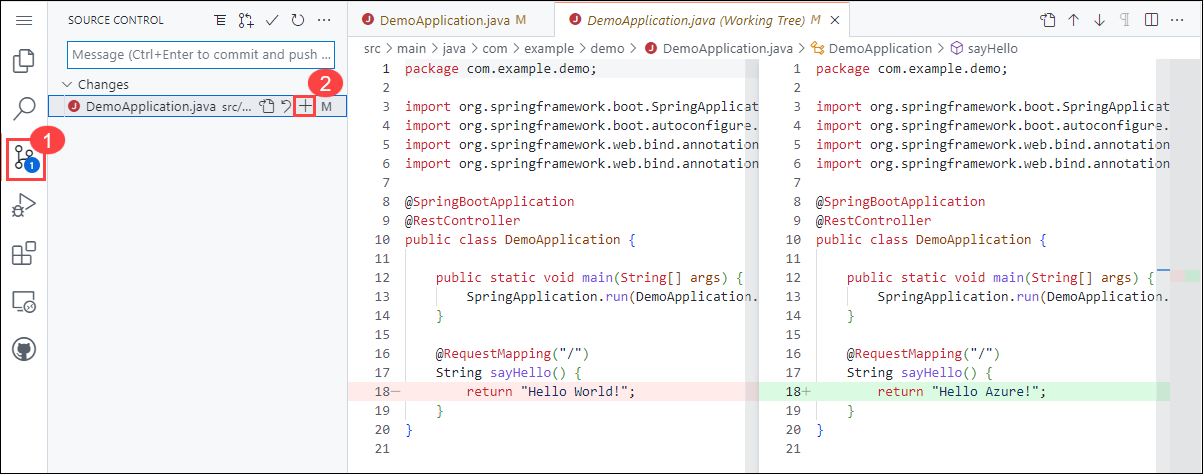 SOURCE CONTROL
Message (Ctrl+Enter to commit and push ...
Changes
2
DemoApplication.java src/... M
1
1
DemoApplication.java M
DemoApplication.java (Working Tree) M
src > main > java > com > example > demo > DemoApplication.java > DemoApplication > sayHello
1 package com.example.demo;
2
3 import org.springframework.boot.SpringApplicat
4 import org.springframework.boot.autoconfigure.
5 import org.springframework.web.bind.annotation
6 import org.springframework.web.bind.annotation
7
8 @SpringBootApplication
9 @RestController
10 public class DemoApplication {
11
12 public static void main(String[] args) {
13 SpringApplication.run(DemoApplication.
14 }
15
16 @RequestMapping("/")
17 String sayHello() {
18− return "Hello World!";
19 }
20 }
21
1 package com.example.demo;
2
3 import org.springframework.boot.SpringApplicat
4 import org.springframework.boot.autoconfigure.
5 import org.springframework.web.bind.annotation
6 import org.springframework.web.bind.annotation
7
8 @SpringBootApplication
9 @RestController
10 public class DemoApplication {
11
12 public static void main(String[] args) {
13 SpringApplication.run(DemoApplication.
14 }
15
16 @RequestMapping("/")
17 String sayHello() {
18+ return "Hello Azure!";
19 }
20 }
21